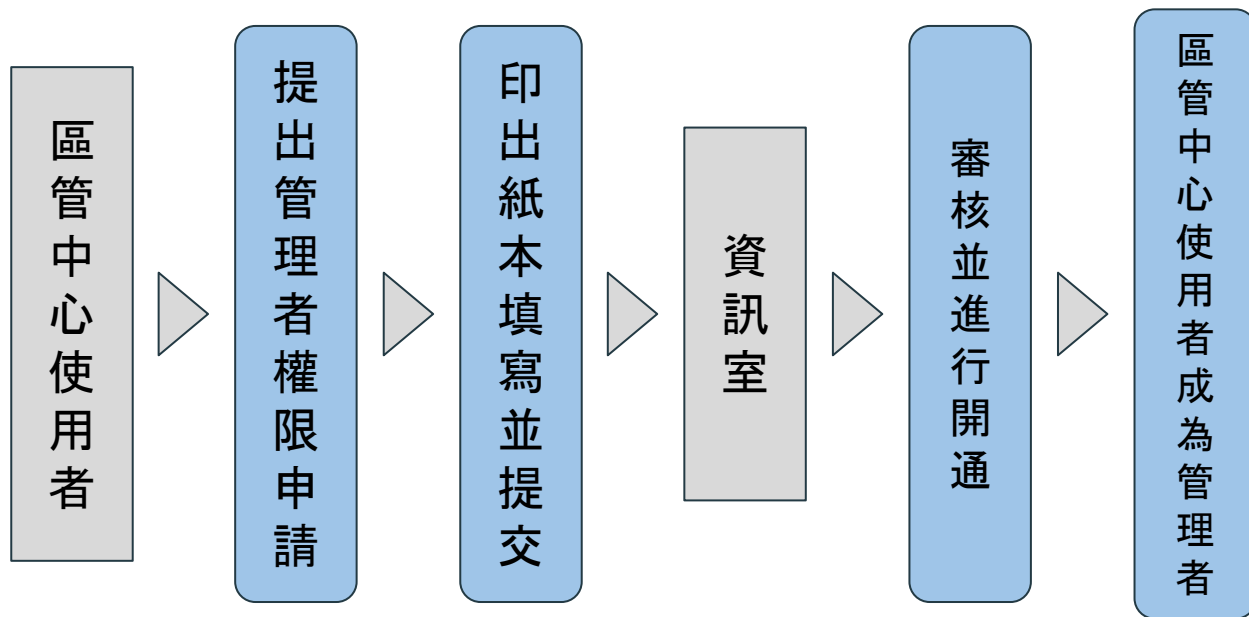 區管中心使用者
提出管理者權限申請
印出紙本填寫並提交
資訊室
審核並進行開通
區管中心使用者成為管理者